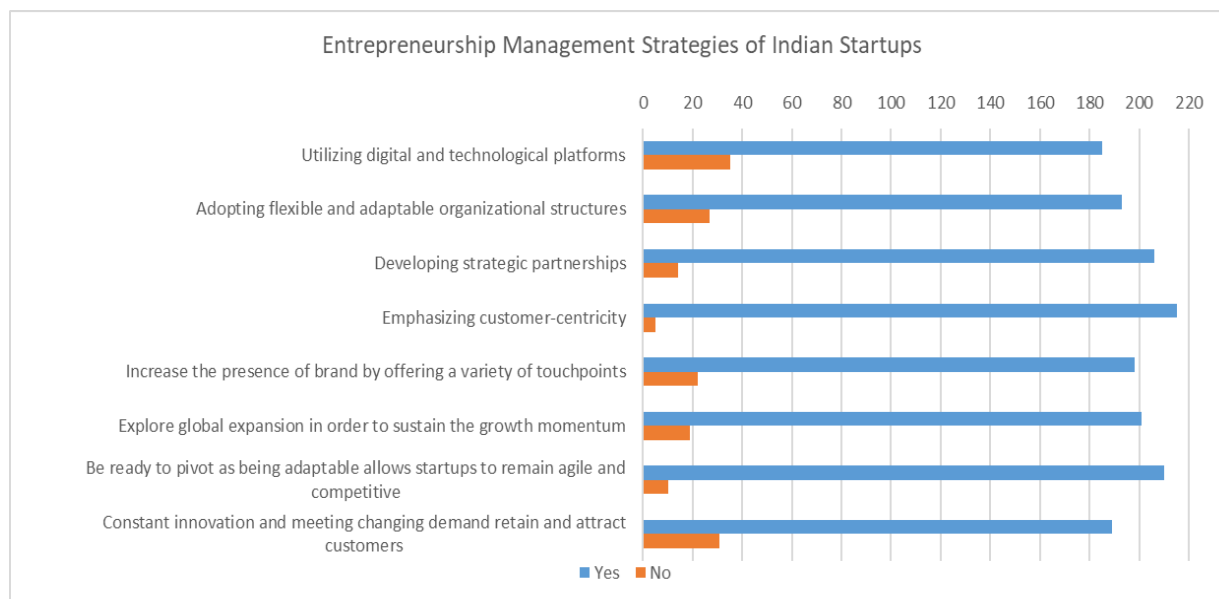 Entrepreneurship Management Strategies of Indian Startups
0 20 40 60 80 100 120 140 160 180 200 220
Utilizing digital and technological platforms
Adopting flexible and adaptable organizational structures
Developing strategic partnerships
Emphasizing customer-centricity
Increase the presence of brand by offering a variety of touchpoints
Explore global expansion in order to sustain the growth momentum
Be ready to pivot as being adaptable allows startups to remain agile and
competitive
Constant innovation and meeting changing demand retain and attract
customers
Yes No